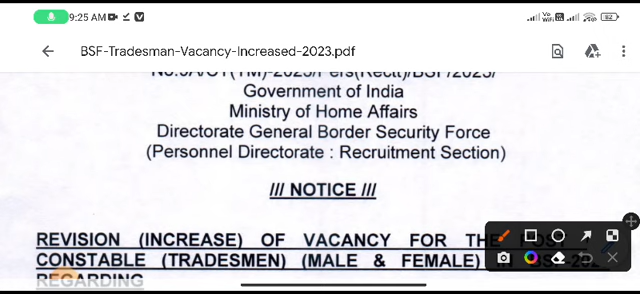 9:25 AM
62
BSF-Tradesman-Vacancy-Increased-2023.pdf
Government of India
Ministry of Home Affairs
Directorate General Border Security Force
(Personnel Directorate : Recruitment Section)
/// NOTICE ///
REVISION (INCREASE) OF VACANCY FOR THE
CONSTABLE (TRADESMEN) (MALE & FEMALE)
REGARDING